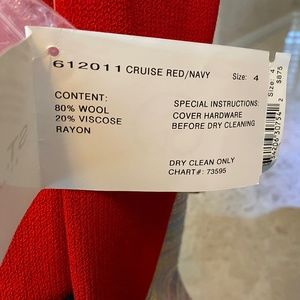 612011 CRUISE RED/NAVY Size: 4
CONTENT:
80% WOOL
20% VISCOSE
RAYON
SPECIAL INSTRUCTIONS:
COVER HARDWARE
BEFORE DRY CLEANING
DRY CLEAN ONLY
CHART#: 73595
Size: 4
$875